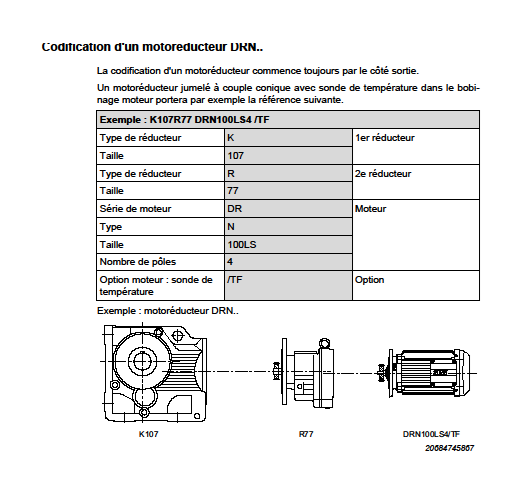 Codification d'un motoréducteur DRN..
La codification d'un motoréducteur commence toujours par le côté sortie.
Un motoréducteur jumelé à couple conique avec sonde de température dans le bobi-
nage moteur portera par exemple la référence suivante.
Exemple : K107R77 DRN100LS4 /TF
Type de réducteur K 1er réducteur
Taille 107
Type de réducteur R 2e réducteur
Taille 77
Série de moteur DR Moteur
Type N
Taille 100LS
Nombre de pôles 4
Option moteur : sonde de /TF Option
température
Exemple : motoréducteur DRN..
K107 R77 DRN100LS4/TF
20684745867